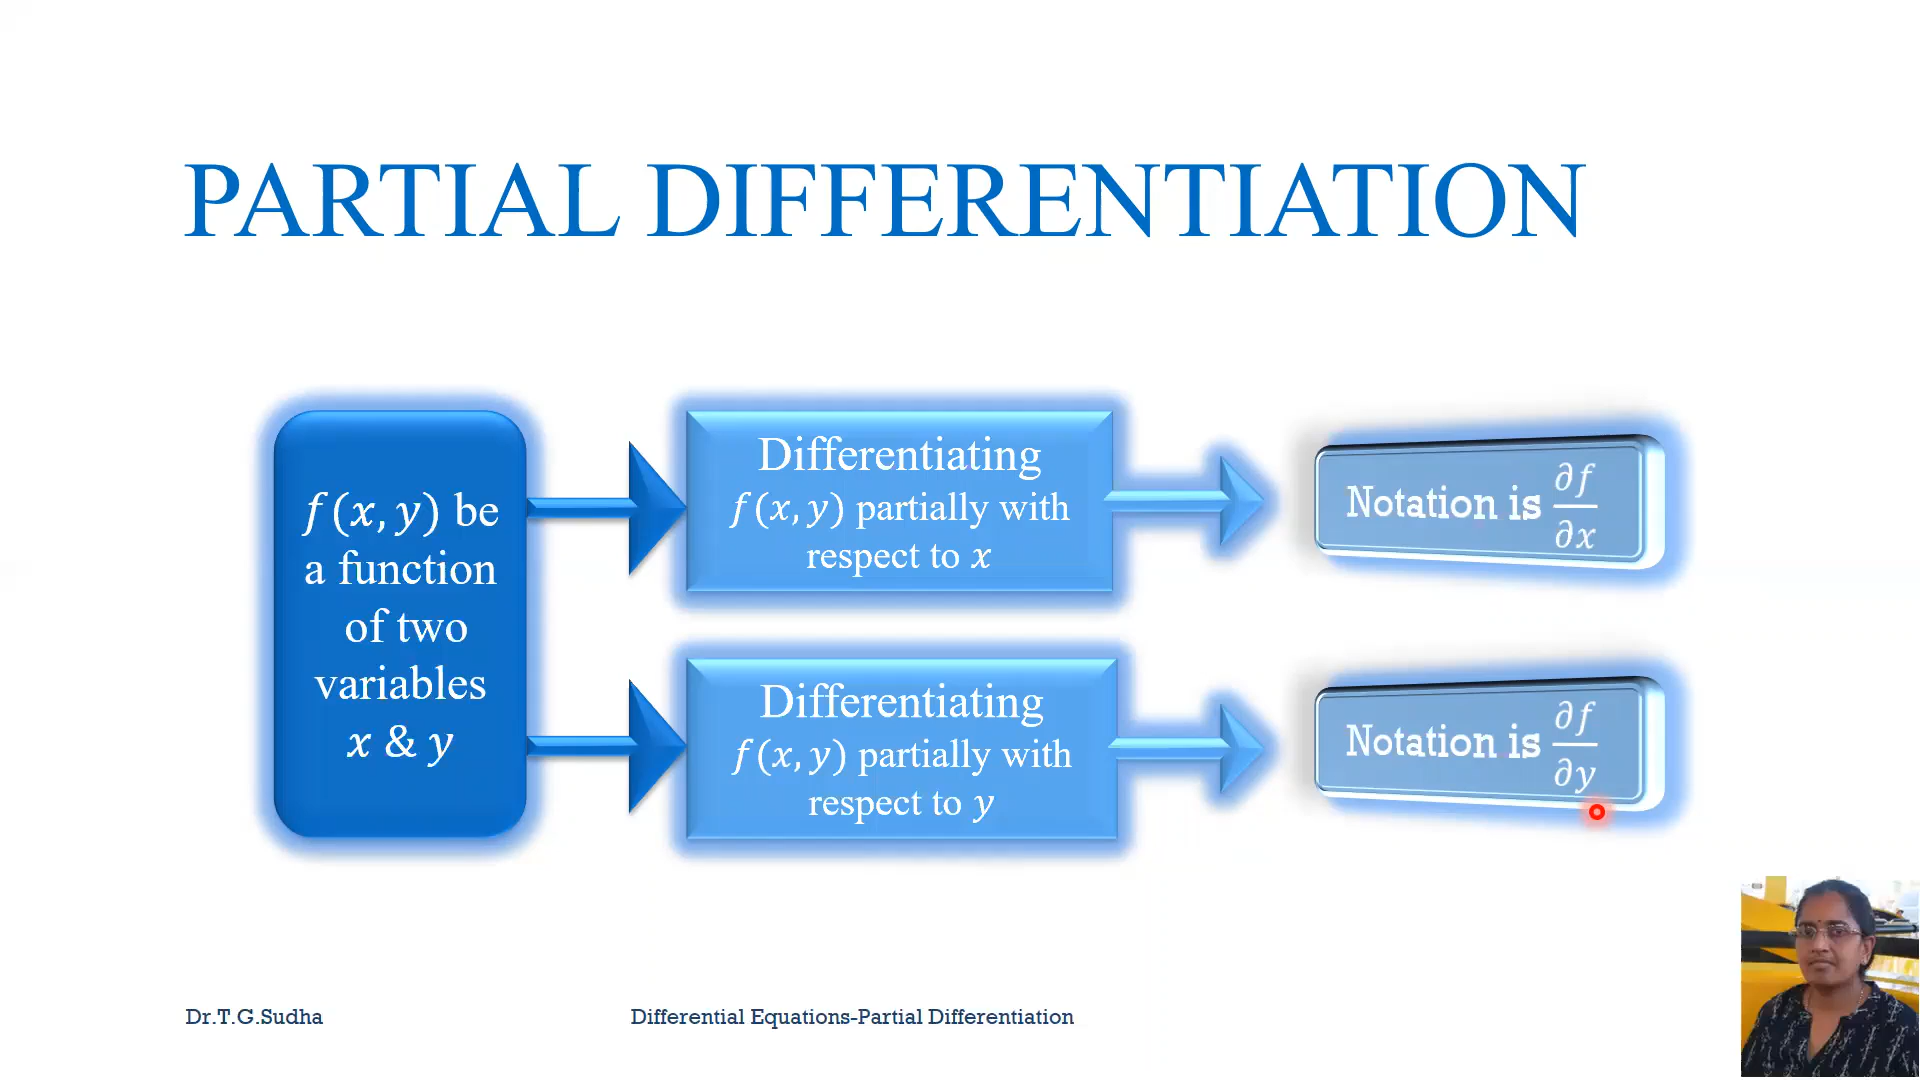 PARTIAL DIFFERENTIATION
f(x, y) be
a function
of two
variables
x & y
Differentiating
f(x, y) partially with
respect to x
Notation is ∂f/∂x
Differentiating
f(x, y) partially with
respect to y
Notation is ∂f/∂y
Dr.T.G.Sudha
Differential Equations-Partial Differentiation